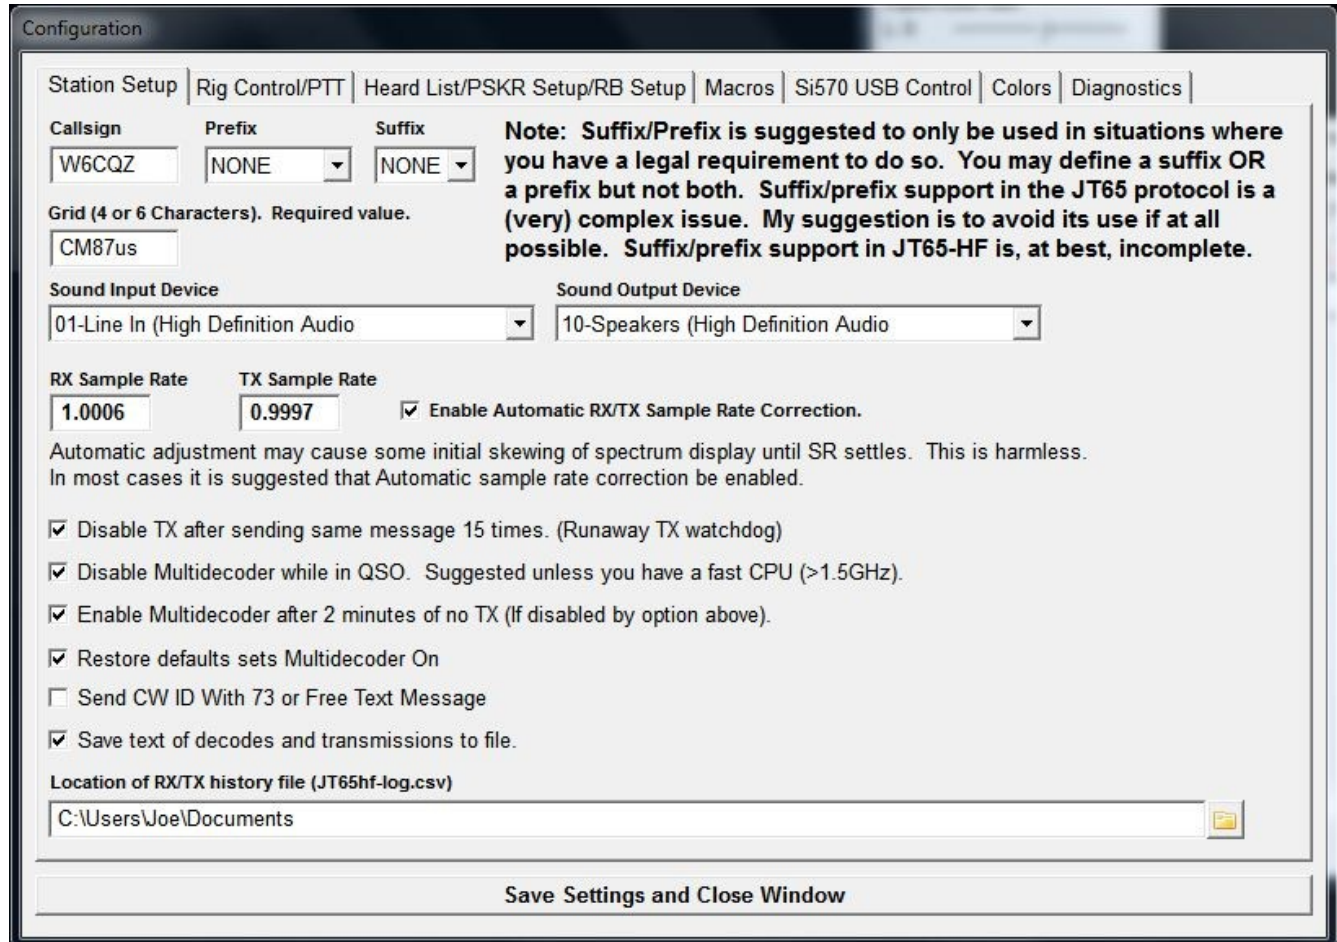 Configuration
Station Setup Rig Control/PTT Heard List/PSKR Setup/RB Setup Macros Si570 USB Control Colors Diagnostics
Callsign Prefix Suffix
W6CQZ NONE NONE
Note: Suffix/Prefix is suggested to only be used in situations where
you have a legal requirement to do so. You may define a suffix OR
a prefix but not both. Suffix/prefix support in the JT65 protocol is a
(very) complex issue. My suggestion is to avoid its use if at all
possible. Suffix/prefix support in JT65-HF is, at best, incomplete.
Grid (4 or 6 Characters). Required value.
CM87us
Sound Input Device Sound Output Device
01-Line In (High Definition Audio 10-Speakers (High Definition Audio
RX Sample Rate TX Sample Rate
1.0006 0.9997 Enable Automatic RX/TX Sample Rate Correction.
Automatic adjustment may cause some initial skewing of spectrum display until SR settles. This is harmless.
In most cases it is suggested that Automatic sample rate correction be enabled.
Disable TX after sending same message 15 times. (Runaway TX watchdog)
Disable Multidecoder while in QSO. Suggested unless you have a fast CPU (>1.5GHz).
Enable Multidecoder after 2 minutes of no TX (If disabled by option above).
Restore defaults sets Multidecoder On
Send CW ID With 73 or Free Text Message
Save text of decodes and transmissions to file.
Location of RX/TX history file (JT65hf-log.csv)
C:\Users\Joe\Documents
Save Settings and Close Window